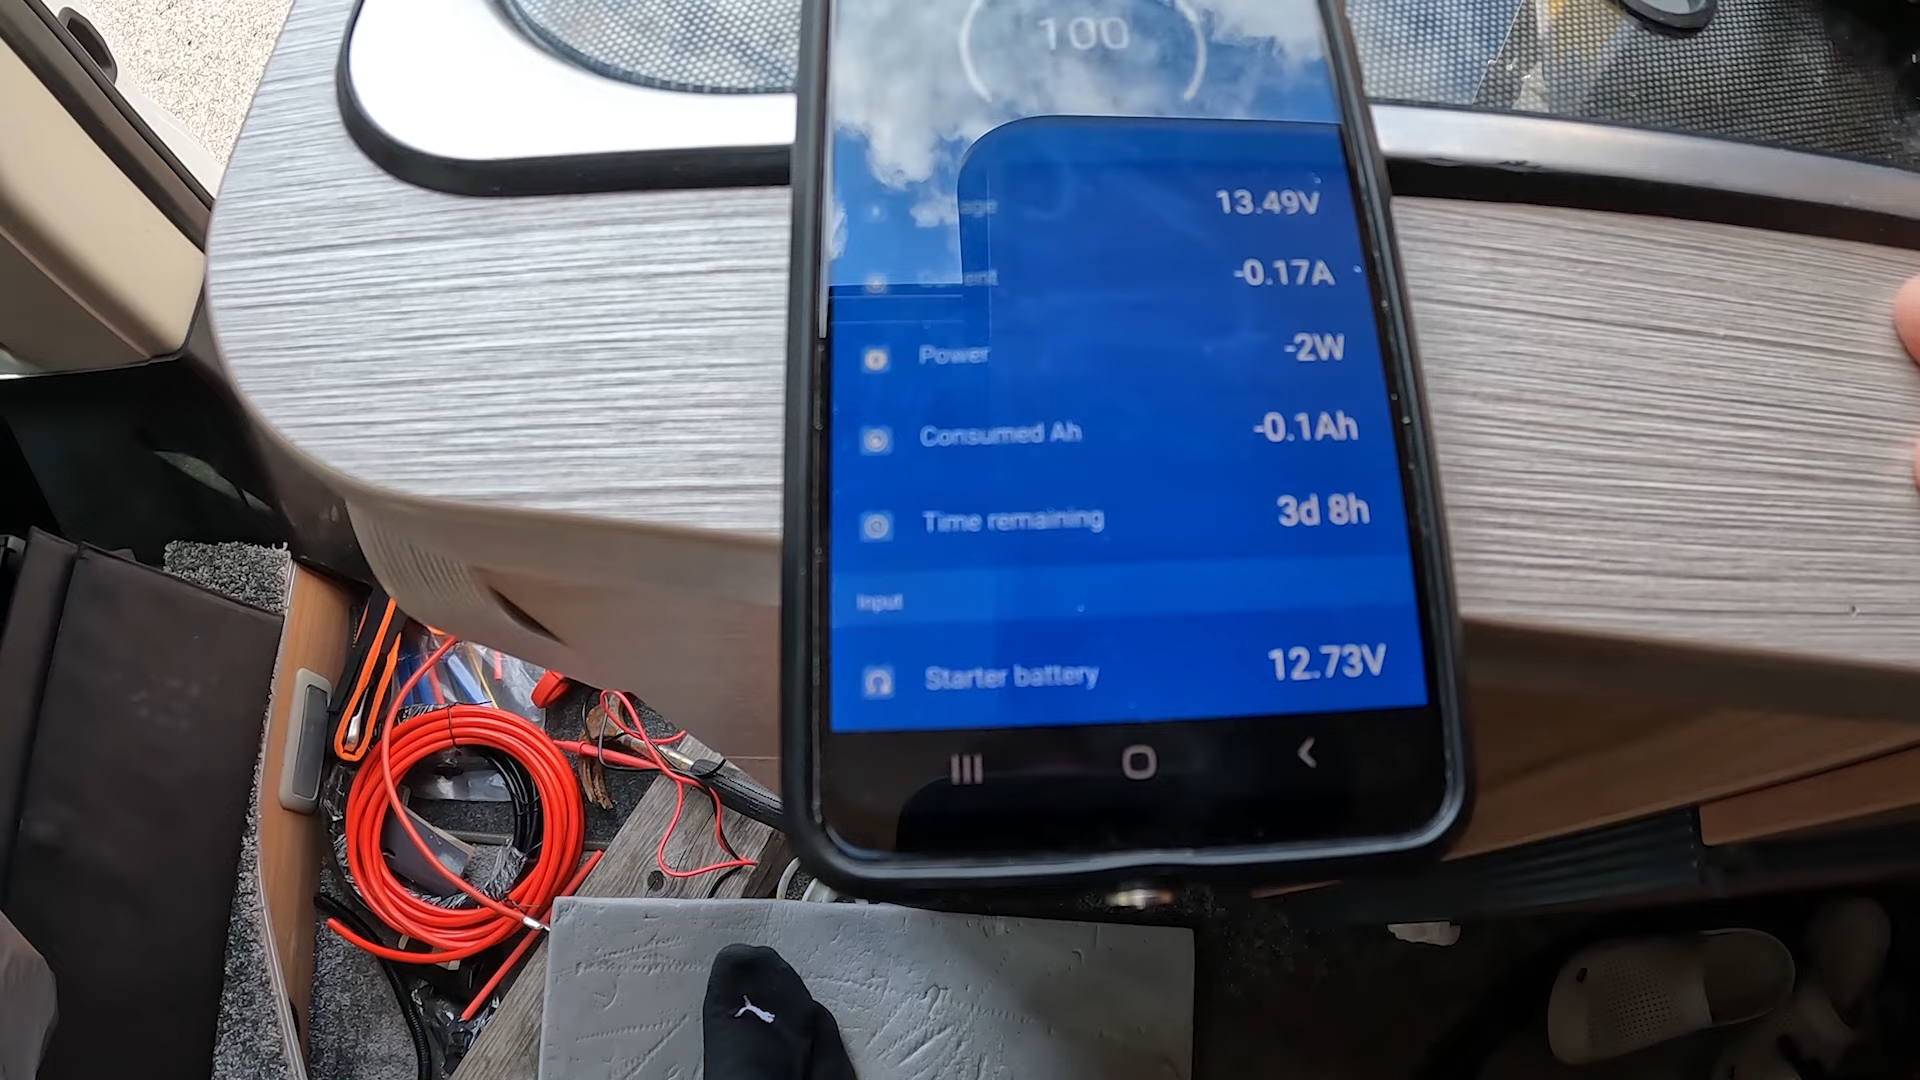 100
13.49V
Current -0.17A
Power -2W
Consumed Ah -0.1Ah
Time remaining 3d 8h
Input
Starter battery 12.73V